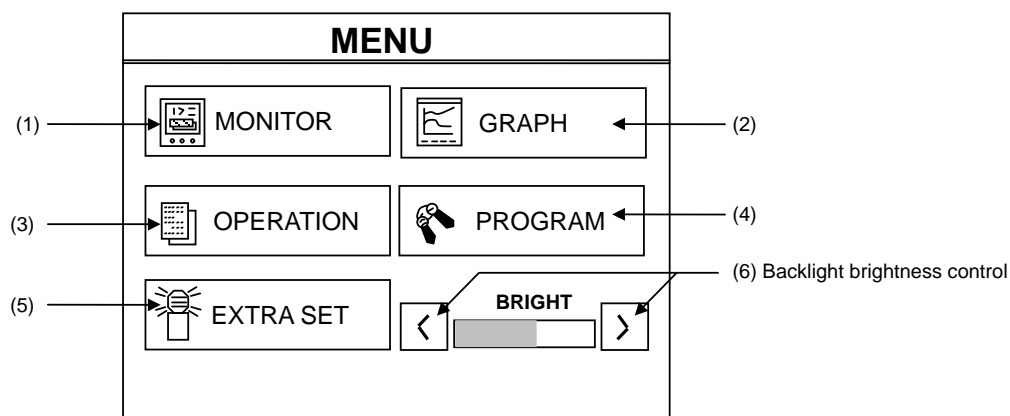 MENU
(1) MONITOR GRAPH (2)
(3) OPERATION PROGRAM (4)
(5) EXTRA SET BRIGHT (6) Backlight brightness control